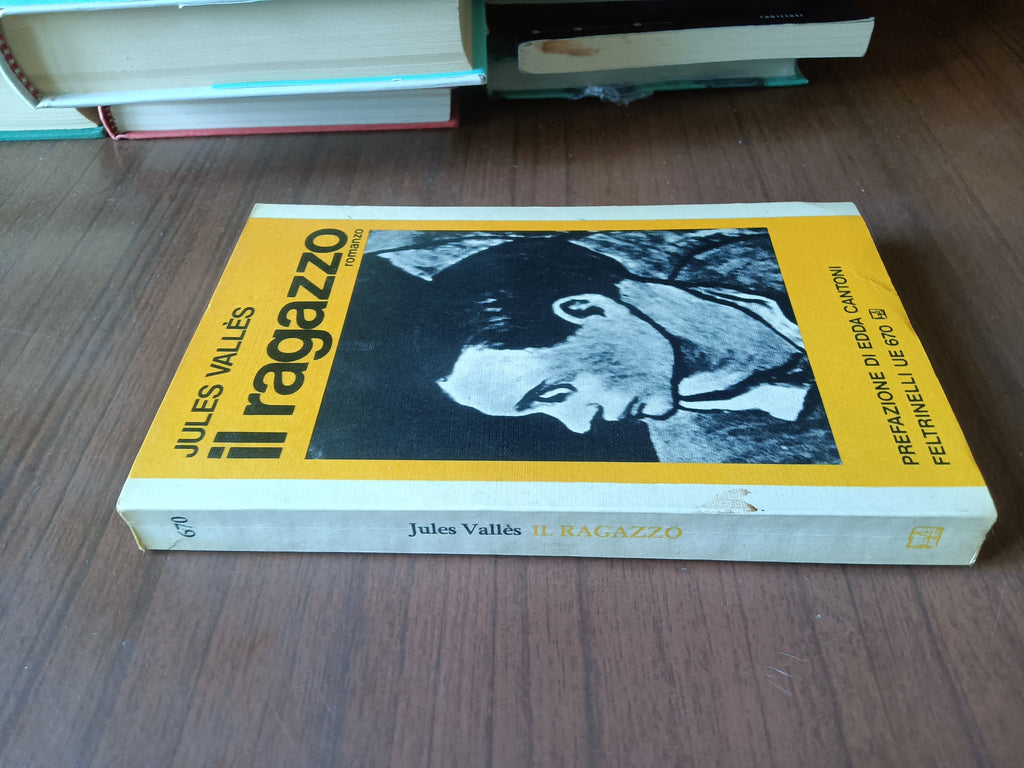 JULES VALLÈS
il ragazzo
romanzo
PREFAZIONE DI EDDA CANTONI
FELTRINELLI UE 670
670
Jules Vallès IL RAGAZZO